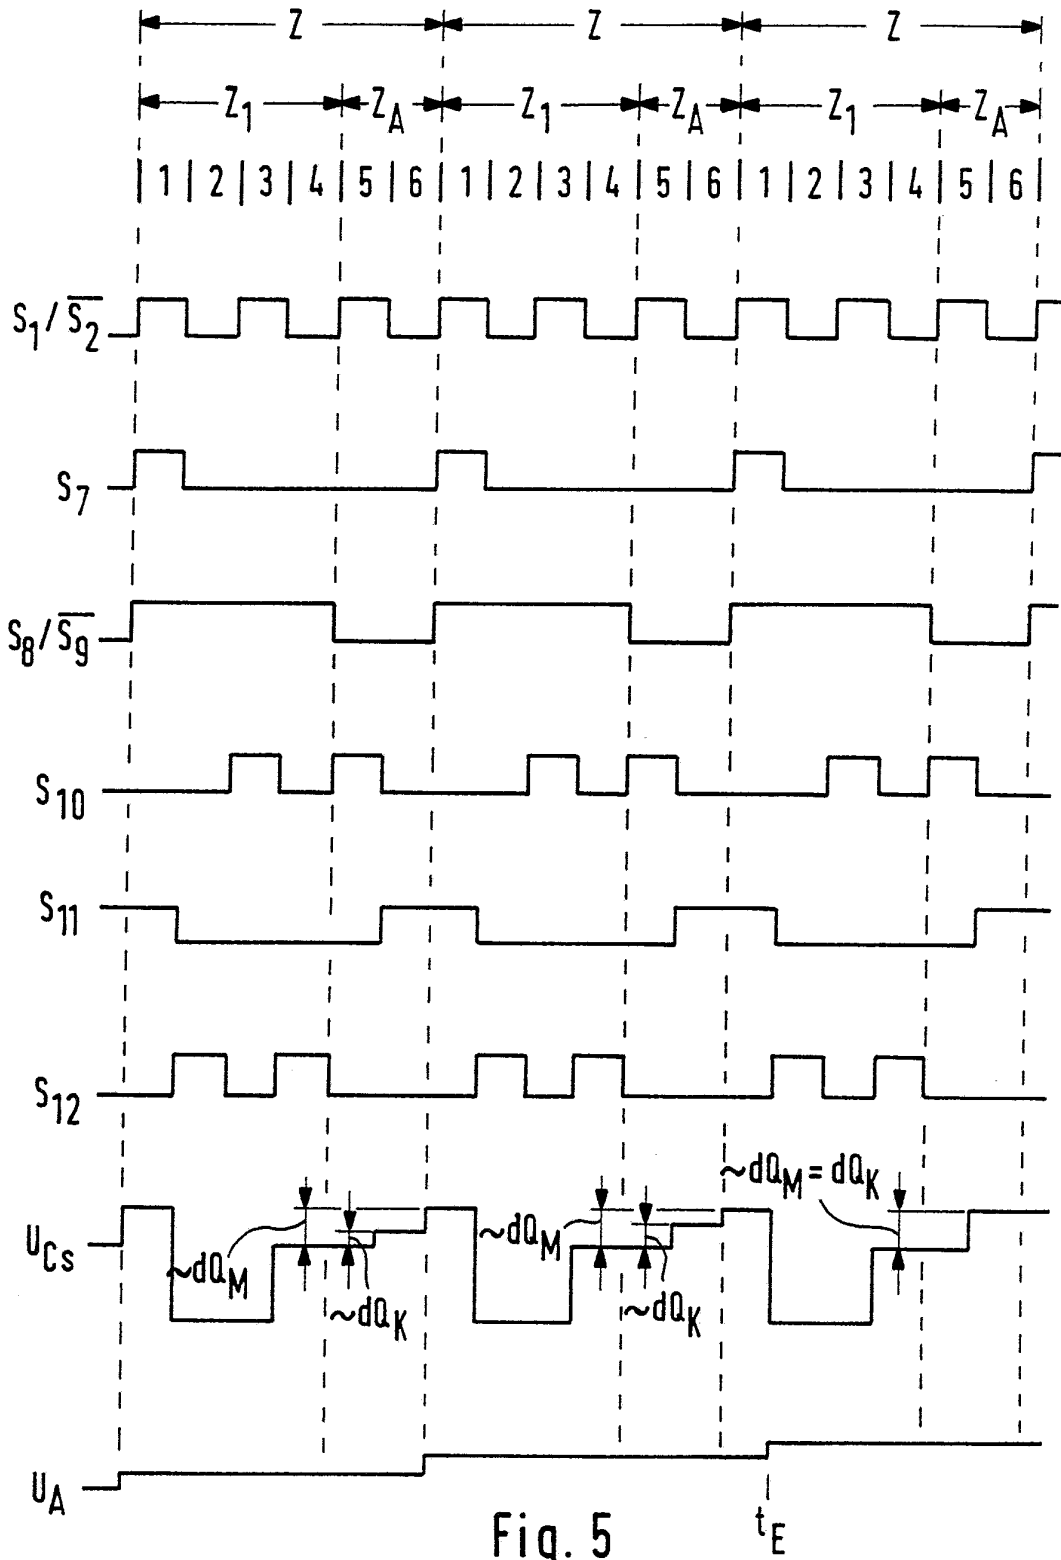 Z Z Z
Z1 ZA Z1 ZA Z1 ZA
| 1 | 2 | 3 | 4 | 5 | 6 | 1 | 2 | 3 | 4 | 5 | 6 | 1 | 2 | 3 | 4 | 5 | 6 |
S1/S̅2̅
S7
S8/S̅9̅
S10
S11
S12
~dQM = dQK
UCs ~dQM ~dQM
~dQK ~dQK
UA
tE
Fig. 5